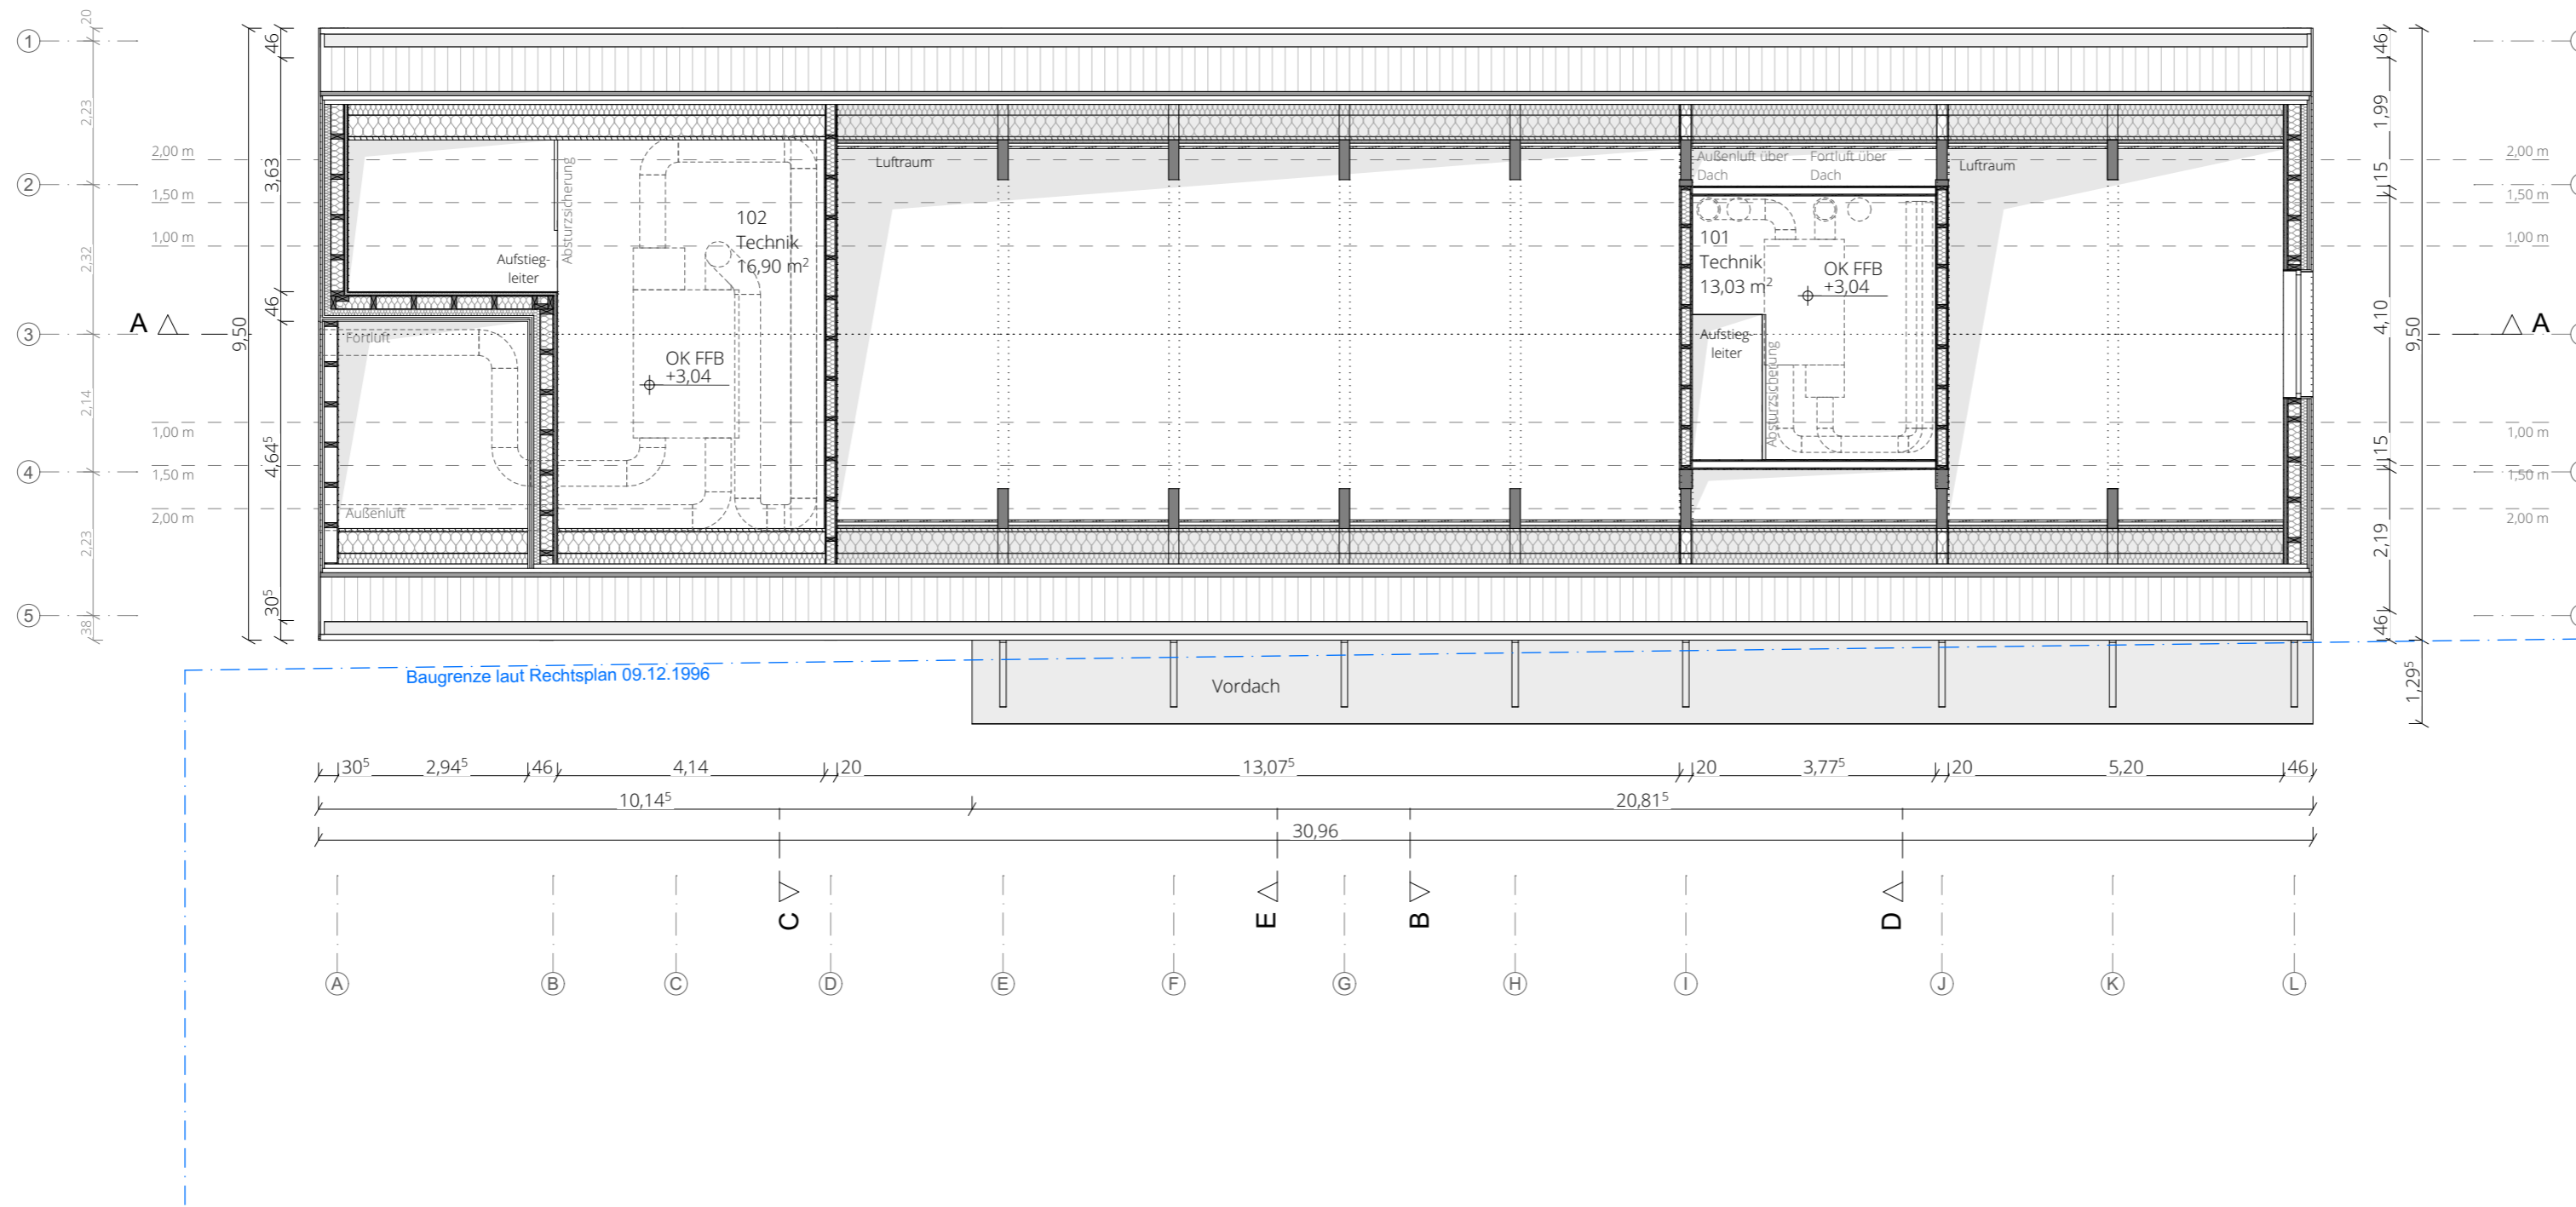 20
1
2,23
2
2,32
3
2,14
4
2,23
5
38
2,00 m
1,50 m
1,00 m
1,00 m
1,50 m
2,00 m
A
9,50
46
3,63
46
4,64⁵
30⁵
Absturzsicherung
Aufstieg-
leiter
102
Technik
16,90 m²
OK FFB
+3,04
Fortluft
Außenluft
Luftraum
Außenluft über
Dach
Fortluft über
Dach
101
Technik
13,03 m²
OK FFB
+3,04
Aufstieg-
leiter
Absturzsicherung
Luftraum
46
1,99
15
4,10
15
2,19
46
9,50
1,29⁵
A
2,00 m
1,50 m
1,00 m
1,00 m
1,50 m
2,00 m
Baugrenze laut Rechtsplan 09.12.1996
Vordach
30⁵ 2,94⁵ 46 4,14 20 13,07⁵ 20 3,77⁵ 20 5,20 46
10,14⁵ 20,81⁵
30,96
C E B D
A B C D E F G H I J K L